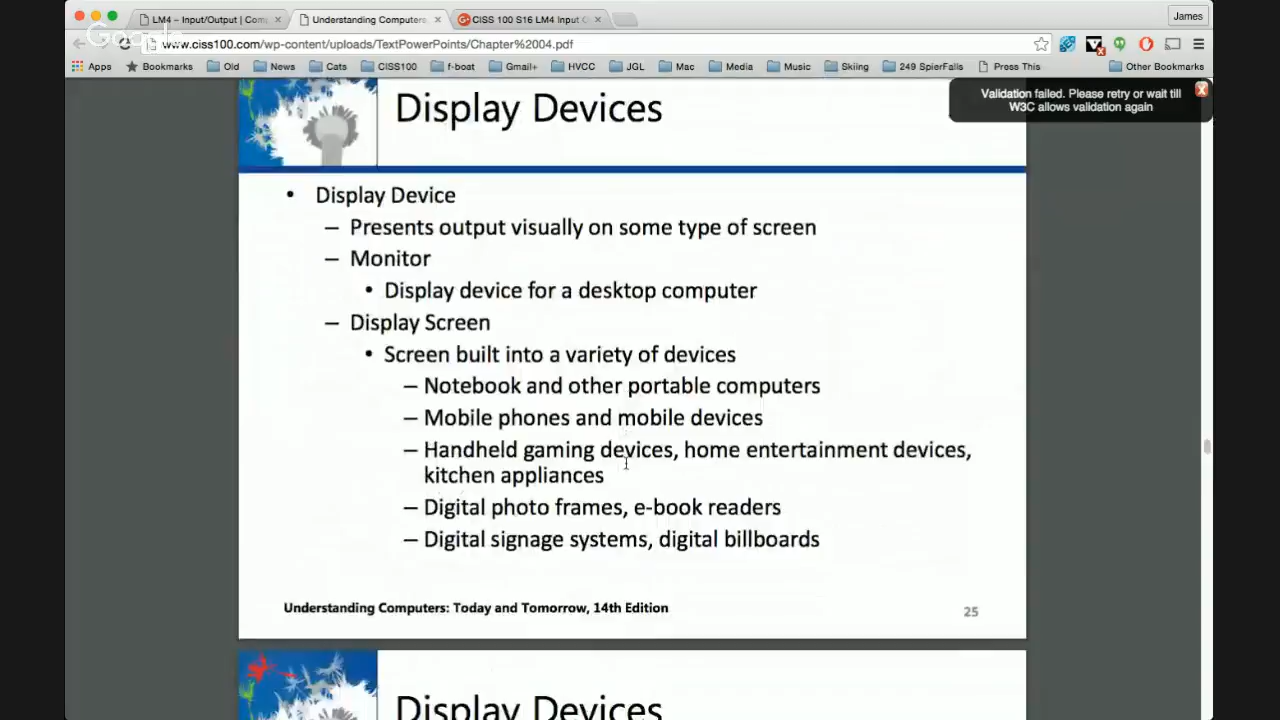 LM4 – Input/Output | Com
Understanding Computers:
CISS 100 S16 LM4 Input O
James
Google
www.ciss100.com/wp-content/uploads/TextPowerPoints/Chapter%2004.pdf
Apps Bookmarks Old News Cats CISS100 f-boat Gmail+ HVCC JGL Mac Media Music Skiing 249 SpierFalls Press This Other Bookmarks
Validation failed. Please retry or wait till
W3C allows validation again
Display Devices
• Display Device
– Presents output visually on some type of screen
– Monitor
• Display device for a desktop computer
– Display Screen
• Screen built into a variety of devices
– Notebook and other portable computers
– Mobile phones and mobile devices
– Handheld gaming devices, home entertainment devices,
kitchen appliances
– Digital photo frames, e-book readers
– Digital signage systems, digital billboards
Understanding Computers: Today and Tomorrow, 14th Edition
25
Display Devices